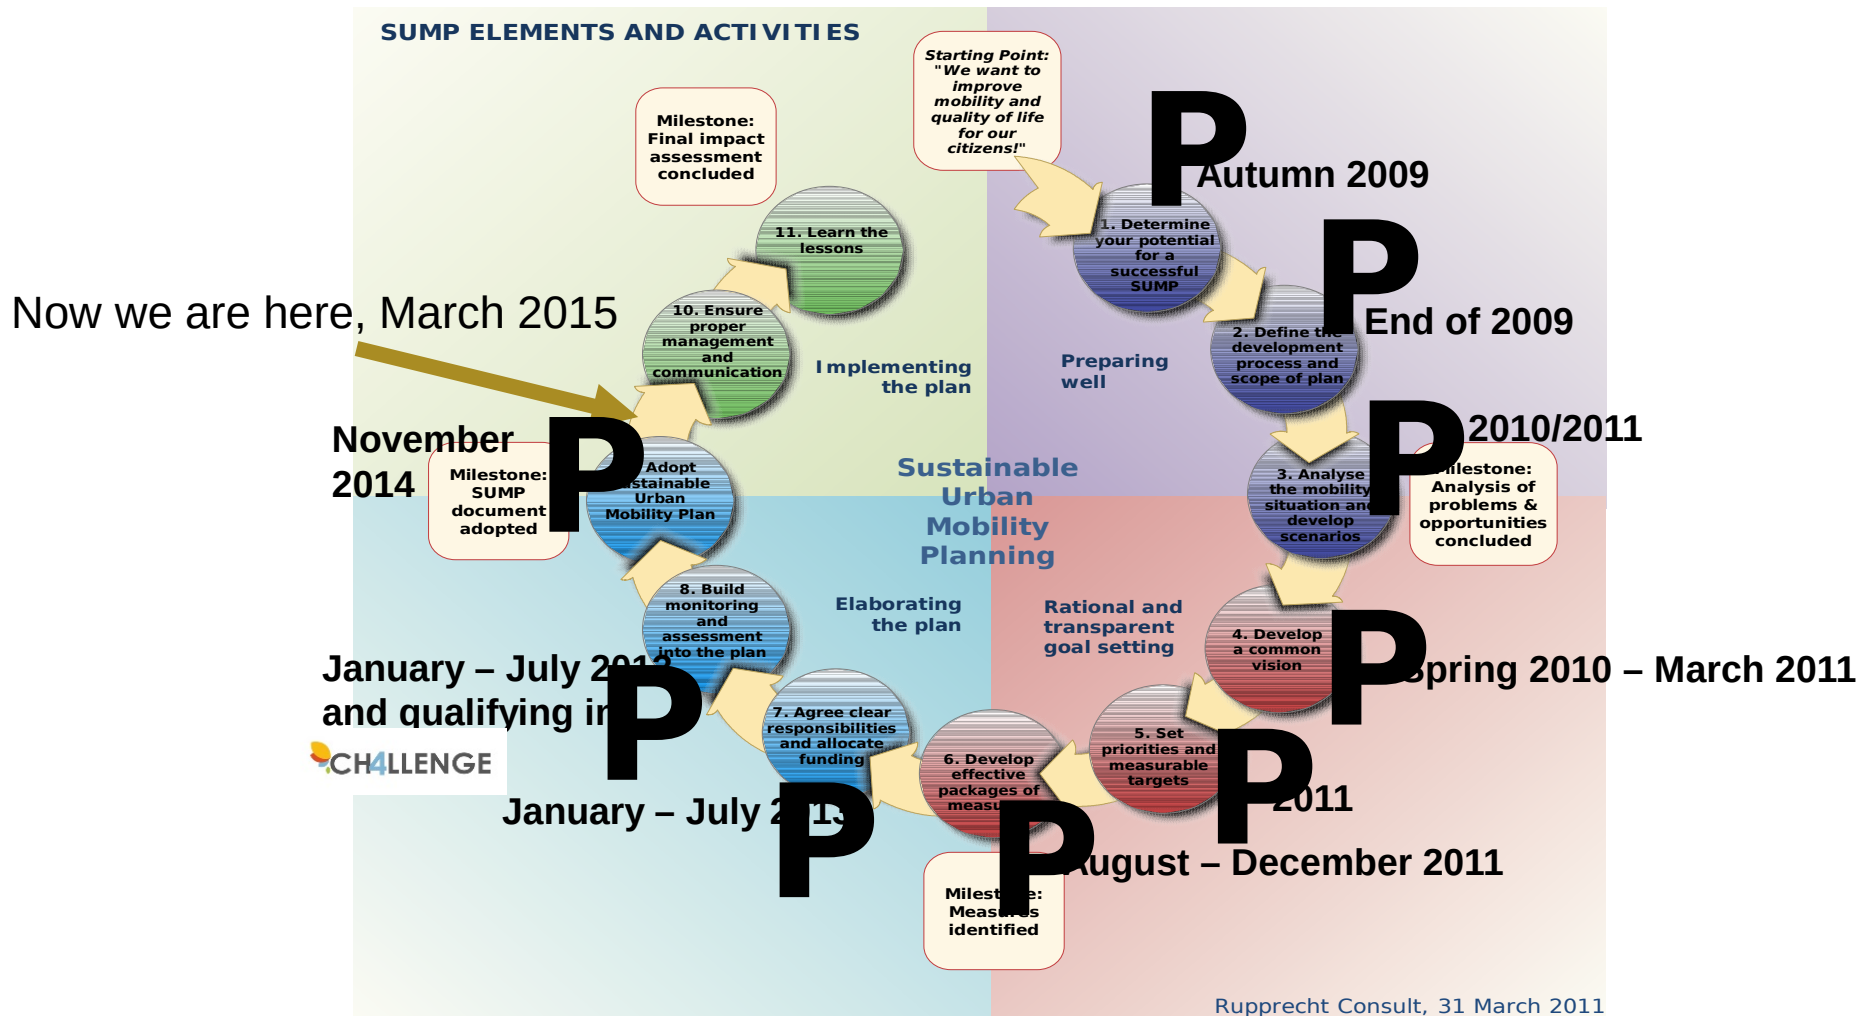 SUMP ELEMENTS AND ACTIVITIES
Starting Point:
"We want to
improve
mobility and
quality of life
for our
citizens!"
P
Autumn 2009
1. Determine
your potential
for a
successful
SUMP
P
End of 2009
2. Define the
development
process and
scope of plan
Preparing
well
P
2010/2011
3. Analyse
the mobility
situation and
develop
scenarios
Milestone:
Analysis of
problems &
opportunities
concluded
4. Develop
a common
vision
P
Spring 2010 – March 2011
Rational and
transparent
goal setting
5. Set
priorities and
measurable
targets
P
2011
6. Develop
effective
packages of
P
August – December 2011
Milestone:
Measures
identified
7. Agree clear
responsibilities
and allocate
funding
P
January – July 2013
Elaborating
the plan
8. Build
monitoring
and
assessment
into the plan
P
January – July 2013
and qualifying in
CH4LLENGE
Adopt
Sustainable
Urban
Mobility Plan
P
November
2014
Milestone:
SUMP
document
adopted
Now we are here, March 2015
10. Ensure
proper
management
and
communication
Implementing
the plan
11. Learn the
lessons
Milestone:
Final impact
assessment
concluded
Sustainable
Urban
Mobility
Planning
Rupprecht Consult, 31 March 2011